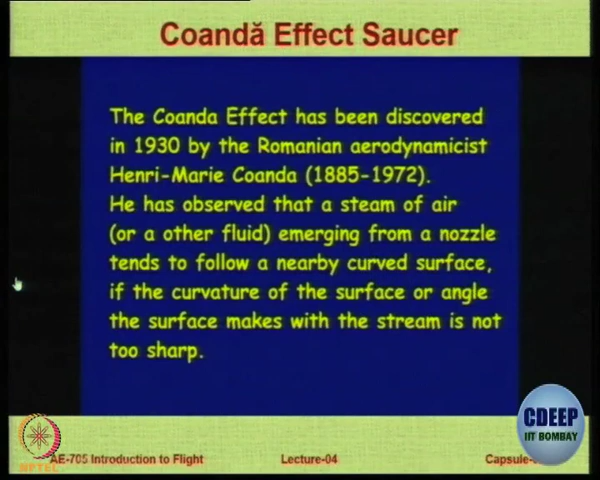 Coandă Effect Saucer
The Coanda Effect has been discovered
in 1930 by the Romanian aerodynamicist
Henri-Marie Coanda (1885-1972).
He has observed that a steam of air
(or a other fluid) emerging from a nozzle
tends to follow a nearby curved surface,
if the curvature of the surface or angle
the surface makes with the stream is not
too sharp.
CDEEP
IIT BOMBAY
NPTEL
AE-705 Introduction to Flight
Lecture-04